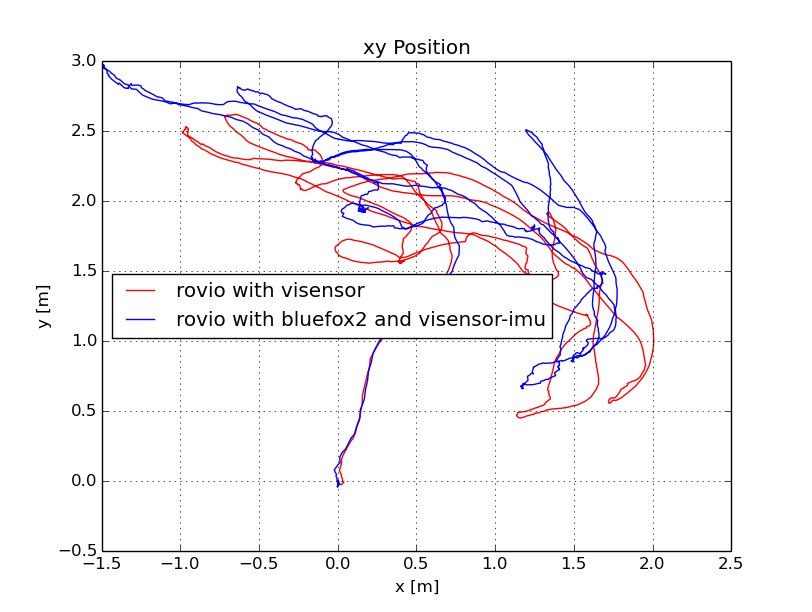 xy Position
3.0
2.5
2.0
1.5
1.0
0.5
0.0
−0.5
y [m]
rovio with visensor
rovio with bluefox2 and visensor-imu
−1.5 −1.0 −0.5 0.0 0.5 1.0 1.5 2.0 2.5
x [m]